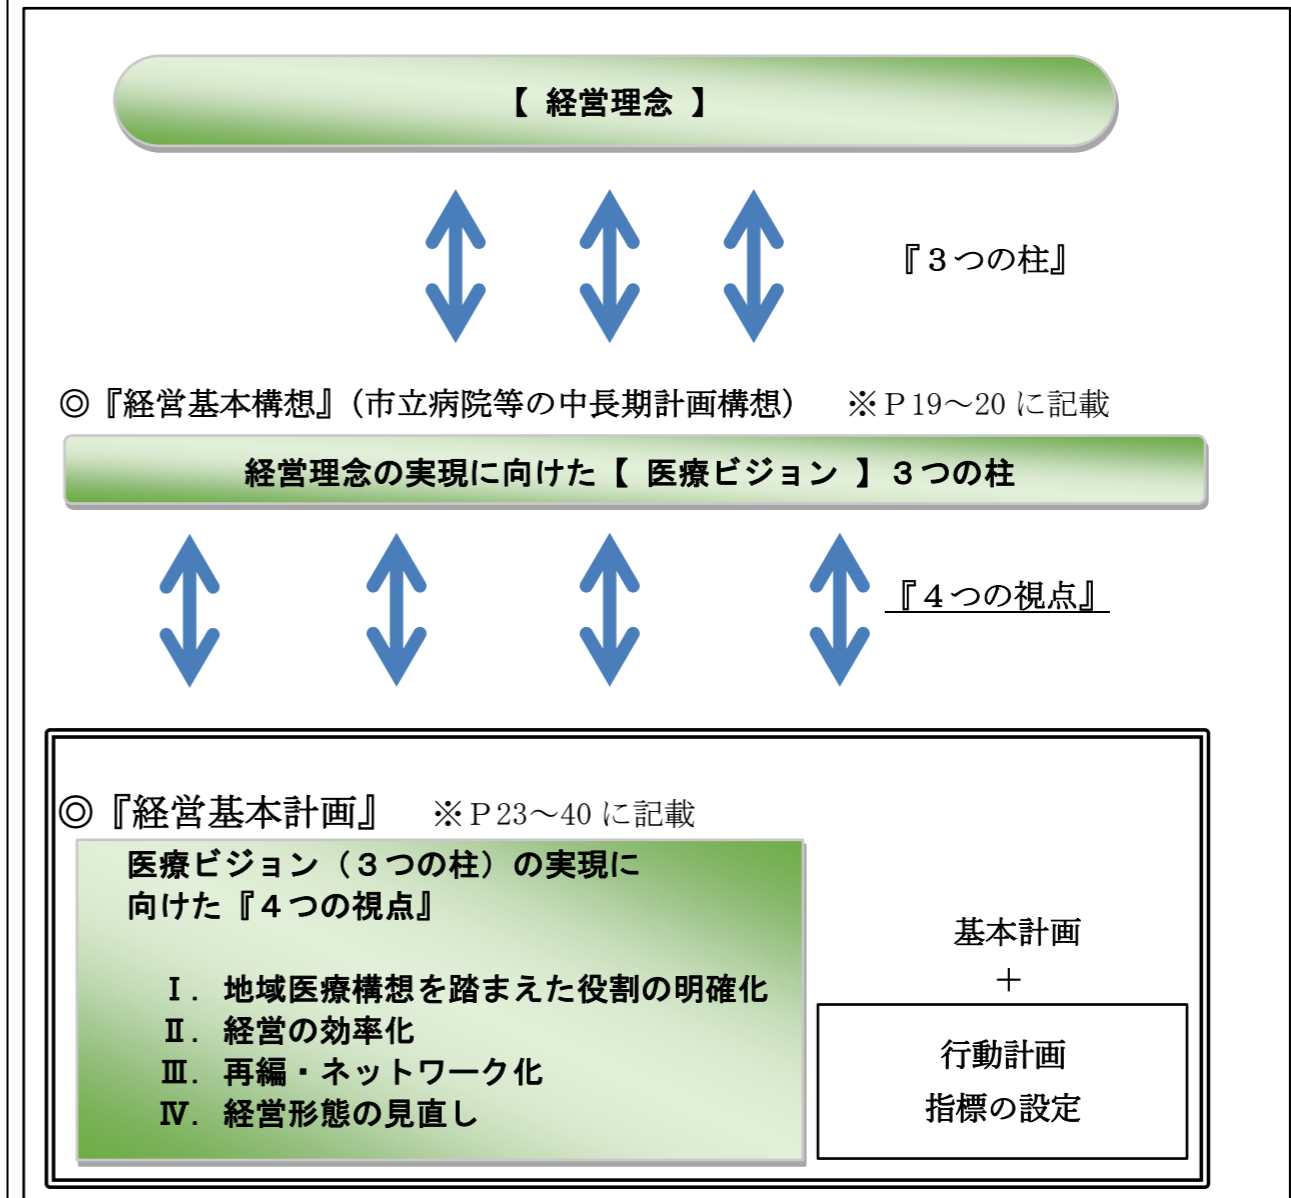 【 経営理念 】
『３つの柱』
◎『経営基本構想』（市立病院等の中長期計画構想） ※Ｐ19～20 に記載
経営理念の実現に向けた【 医療ビジョン 】３つの柱
『４つの視点』
◎『経営基本計画』 ※Ｐ23～40 に記載
医療ビジョン（３つの柱）の実現に
向けた『４つの視点』
Ⅰ．地域医療構想を踏まえた役割の明確化
Ⅱ．経営の効率化
Ⅲ．再編・ネットワーク化
Ⅳ．経営形態の見直し
基本計画
＋
行動計画
指標の設定